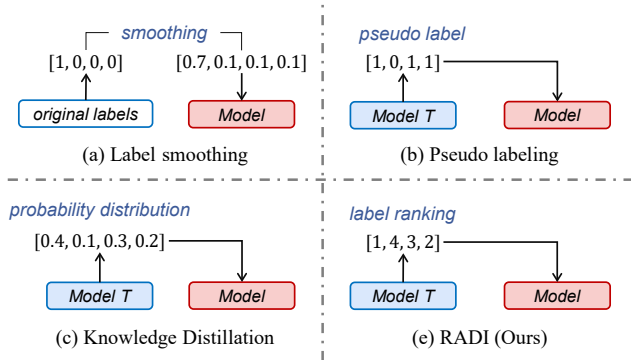 smoothing
[1, 0, 0, 0]
[0.7, 0.1, 0.1, 0.1]
original labels
Model
(a) Label smoothing
pseudo label
[1, 0, 1, 1]
Model T
Model
(b) Pseudo labeling
probability distribution
[0.4, 0.1, 0.3, 0.2]
Model T
Model
(c) Knowledge Distillation
label ranking
[1, 4, 3, 2]
Model T
Model
(e) RADI (Ours)